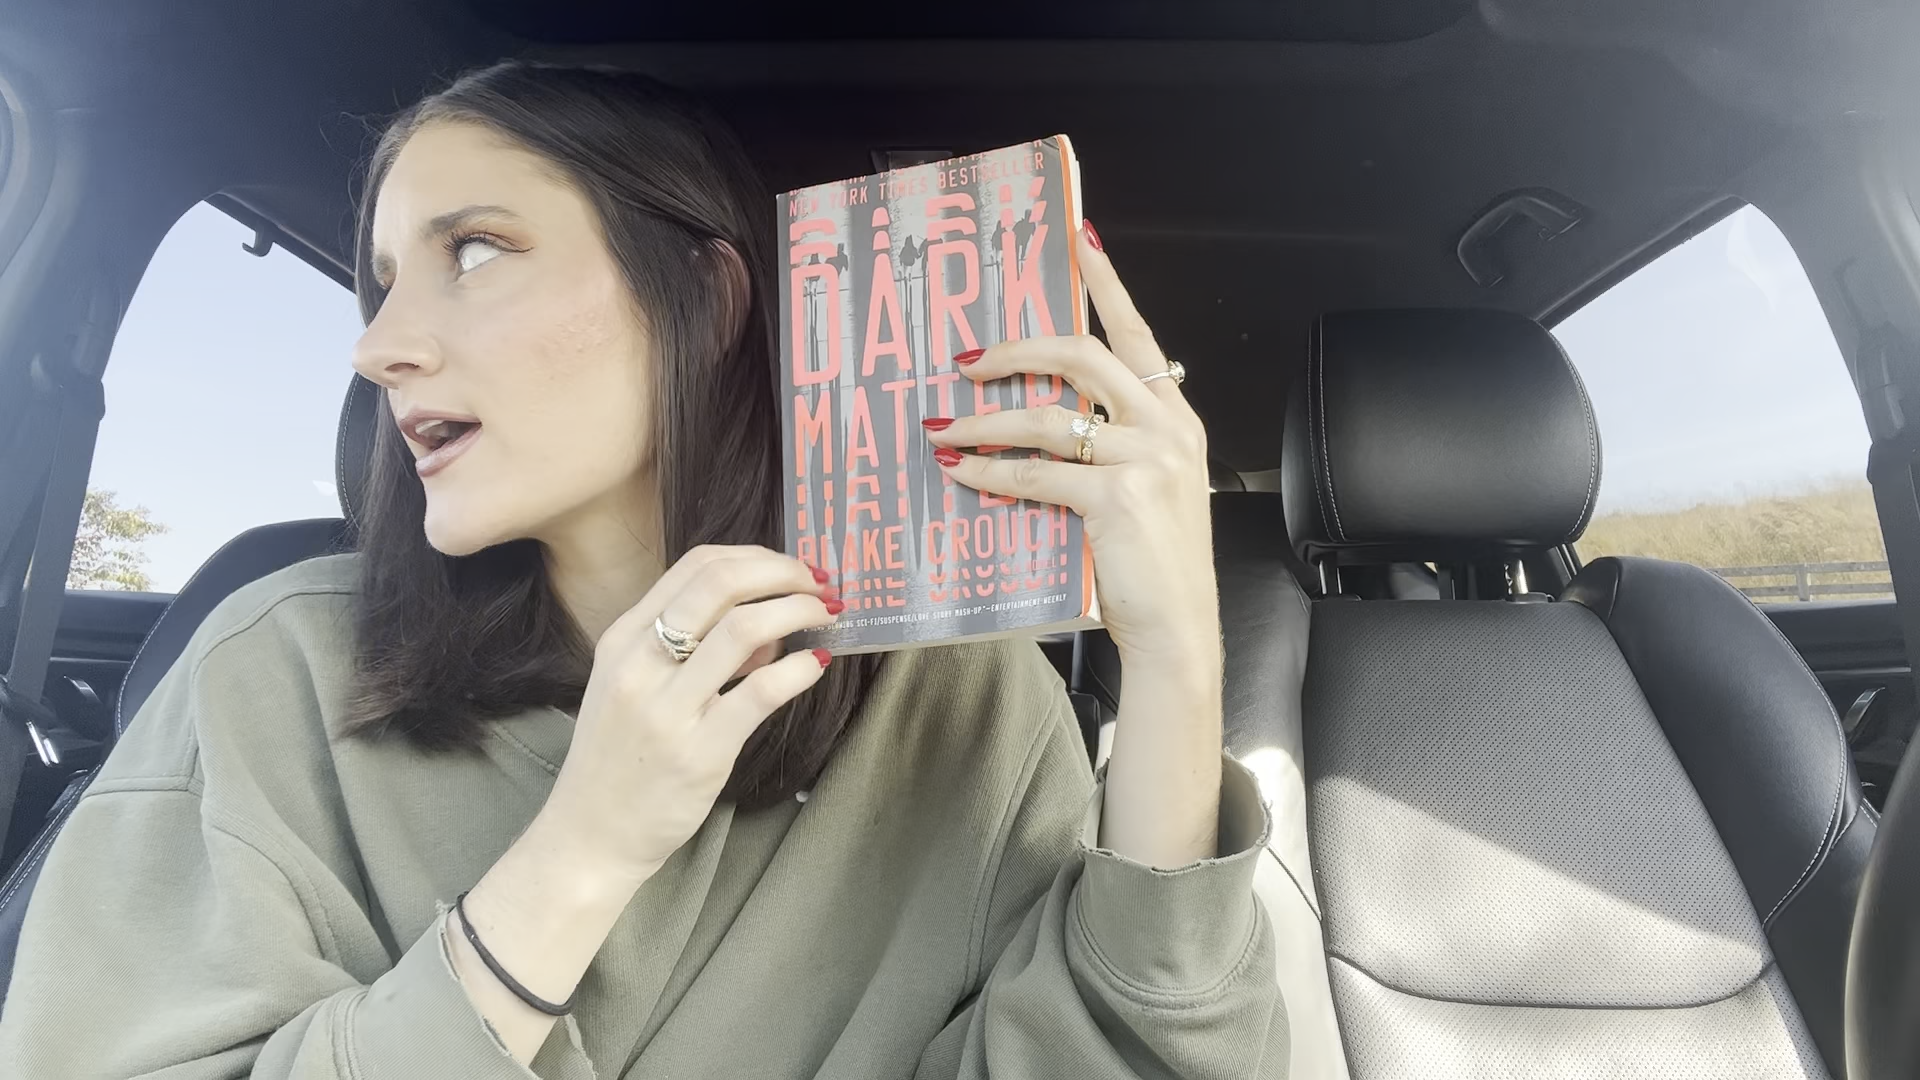 NEW YORK TIMES BESTSELLER
DARK
MATTER
BLAKE CROUCH
SCI-FI/SUSPENSE/LOVE STORY MASH-UP"—ENTERTAINMENT WEEKLY